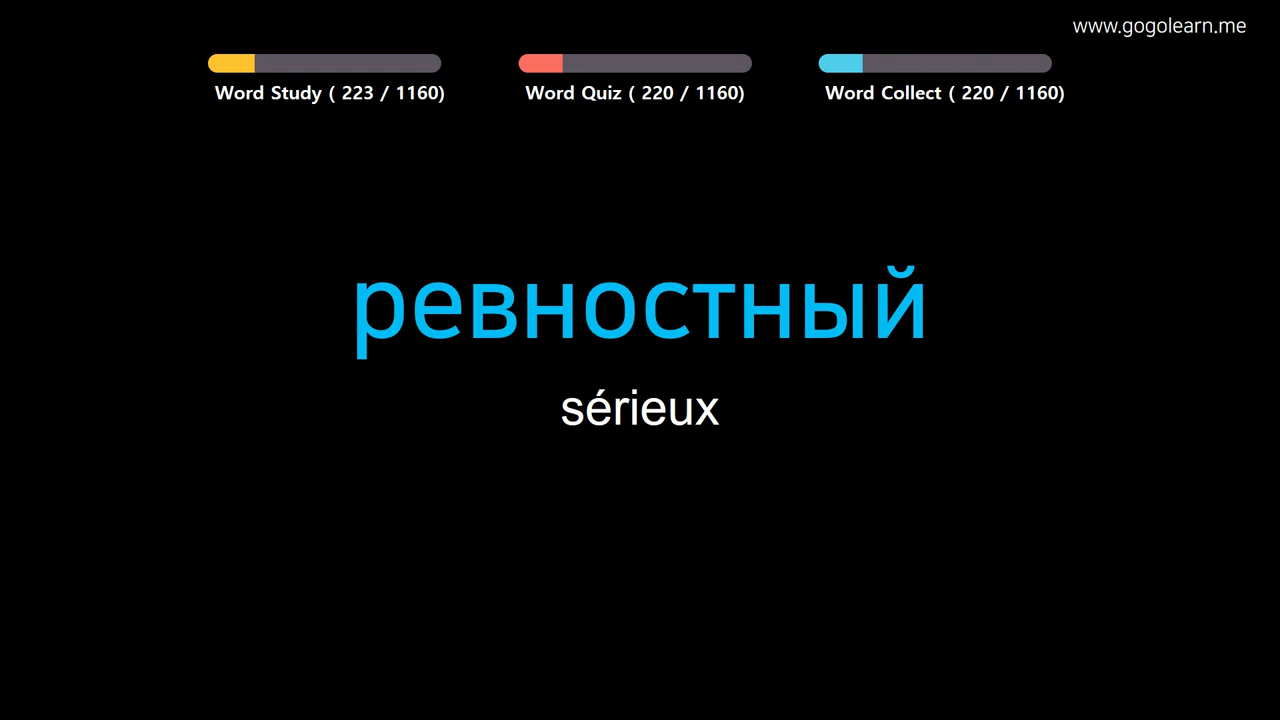 www.gogolearn.me
Word Study ( 223 / 1160)
Word Quiz ( 220 / 1160)
Word Collect ( 220 / 1160)
ревностный
sérieux